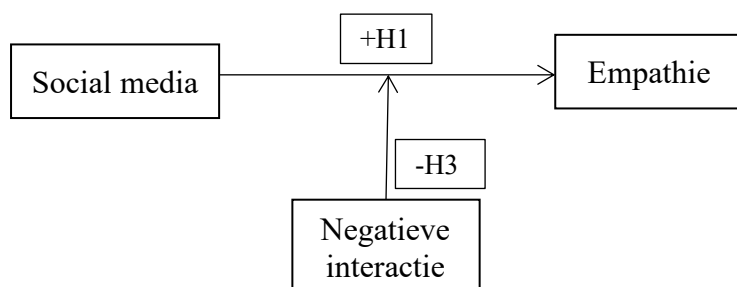 +H1
Social media
Empathie
-H3
Negatieve
interactie